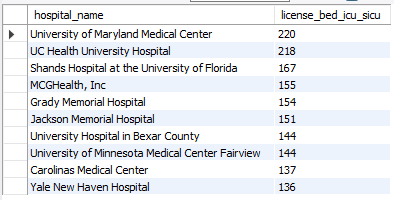 hospital_name license_bed_icu_sicu
University of Maryland Medical Center 220
UC Health University Hospital 218
Shands Hospital at the University of Florida 167
MCGHealth, Inc 155
Grady Memorial Hospital 154
Jackson Memorial Hospital 151
University Hospital in Bexar County 144
University of Minnesota Medical Center Fairview 144
Carolinas Medical Center 137
Yale New Haven Hospital 136